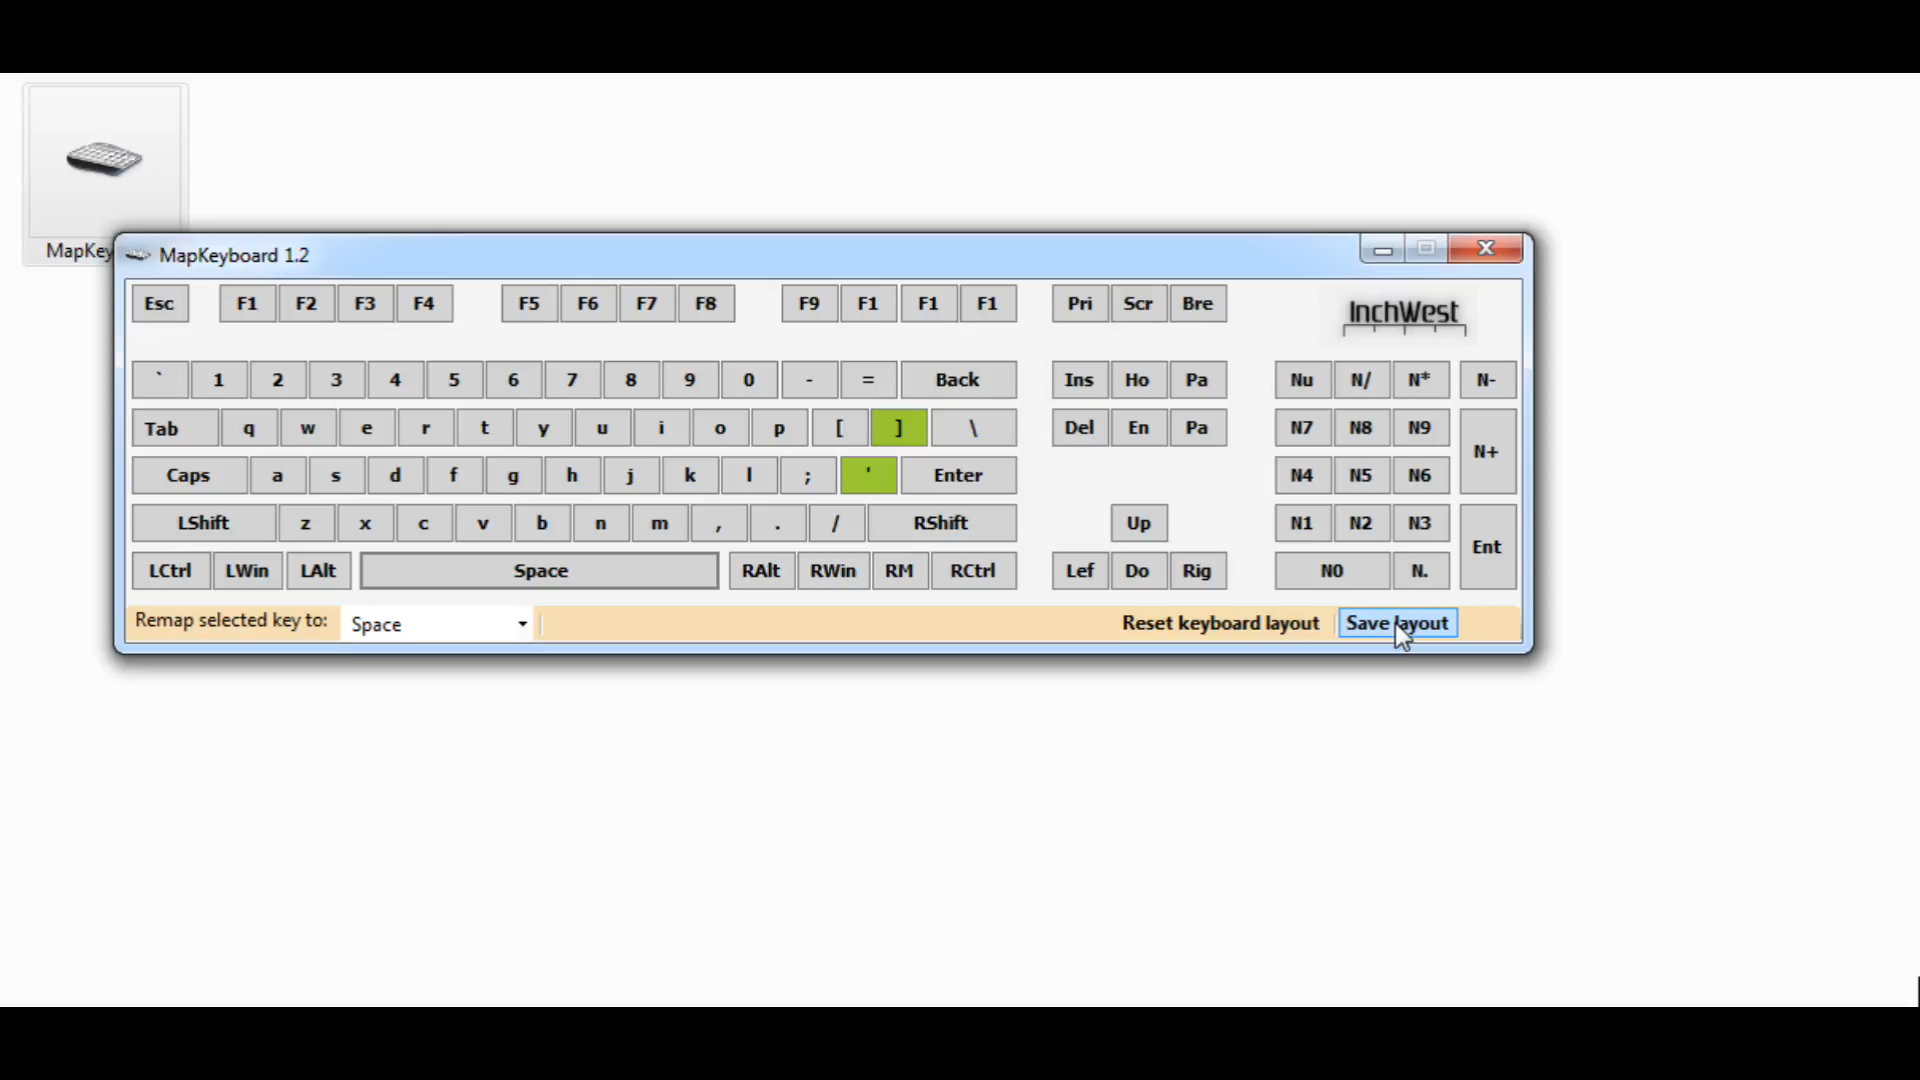 MapKey
MapKeyboard 1.2
Esc F1 F2 F3 F4 F5 F6 F7 F8 F9 F1 F1 F1 Pri Scr Bre
InchWest
` 1 2 3 4 5 6 7 8 9 0 - = Back Ins Ho Pa Nu N/ N* N-
Tab q w e r t y u i o p [ ] \ Del En Pa N7 N8 N9
N+
Caps a s d f g h j k l ; ' Enter N4 N5 N6
LShift z x c v b n m , . / RShift Up N1 N2 N3
Ent
LCtrl LWin LAlt Space RAlt RWin RM RCtrl Lef Do Rig N0 N.
Remap selected key to: Space Reset keyboard layout Save layout